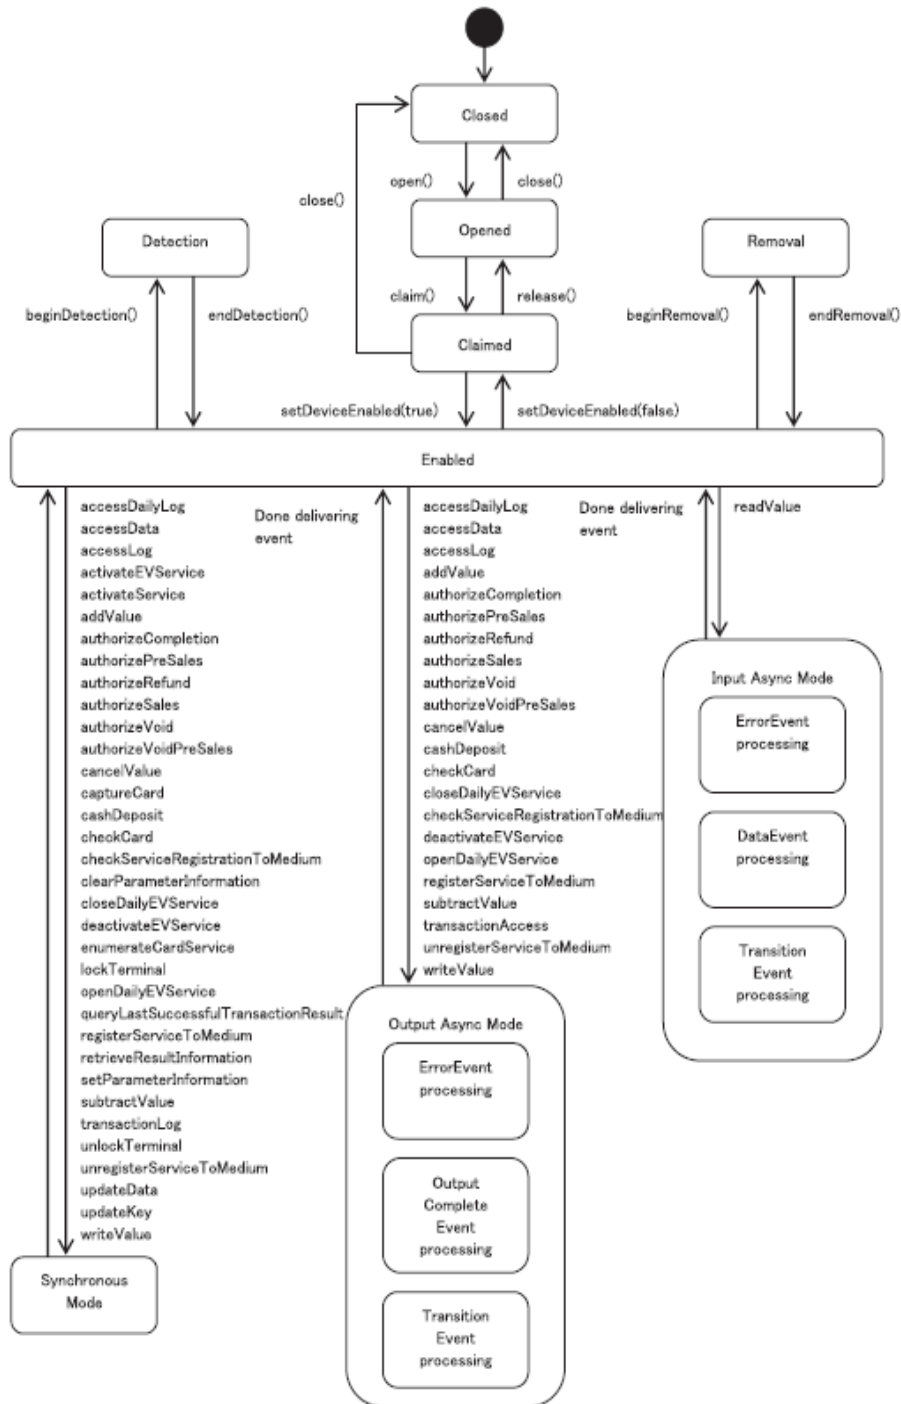 Closed
open()
close()
close()
Detection
Opened
Removal
beginDetection()
endDetection()
claim()
release()
beginRemoval()
endRemoval()
Claimed
setDeviceEnabled(true)
setDeviceEnabled(false)
Enabled
accessDailyLog
accessData
accessLog
activateEVService
activateService
addValue
authorizeCompletion
authorizePreSales
authorizeRefund
authorizeSales
authorizeVoid
authorizeVoidPreSales
cancelValue
captureCard
cashDeposit
checkCard
checkServiceRegistrationToMedium
clearParameterInformation
closeDailyEVService
deactivateEVService
enumerateCardService
lockTerminal
openDailyEVService
queryLastSuccessfulTransactionResult
registerServiceToMedium
retrieveResultInformation
setParameterInformation
subtractValue
transactionLog
unlockTerminal
unregisterServiceToMedium
updateData
updateKey
writeValue
Synchronous
Mode
Done delivering
event
accessDailyLog
accessData
accessLog
addValue
authorizeCompletion
authorizePreSales
authorizeRefund
authorizeSales
authorizeVoid
authorizeVoidPreSales
cancelValue
cashDeposit
checkCard
closeDailyEVService
checkServiceRegistrationToMedium
deactivateEVService
openDailyEVService
registerServiceToMedium
subtractValue
transactionAccess
unregisterServiceToMedium
writeValue
Output Async Mode
ErrorEvent
processing
Output
Complete
Event
processing
Transition
Event
processing
Done delivering
event
readValue
Input Async Mode
ErrorEvent
processing
DataEvent
processing
Transition
Event
processing